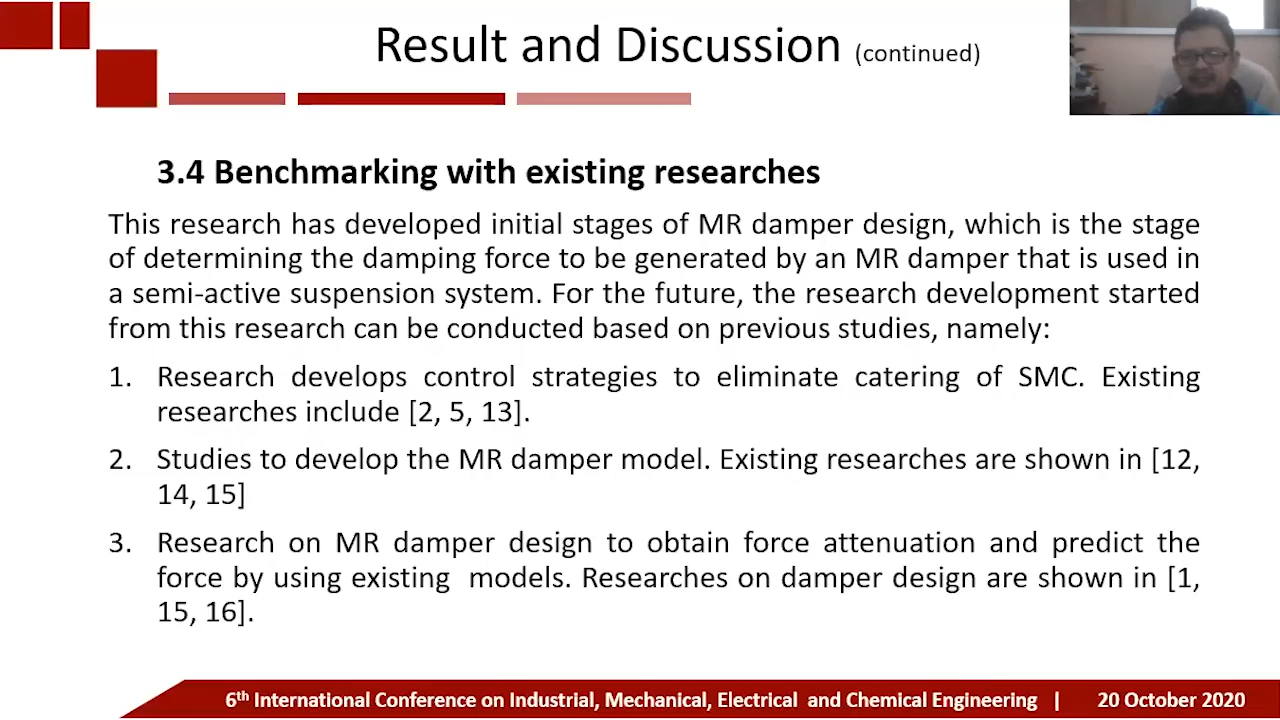 Result and Discussion (continued)
3.4 Benchmarking with existing researches
This research has developed initial stages of MR damper design, which is the stage
of determining the damping force to be generated by an MR damper that is used in
a semi-active suspension system. For the future, the research development started
from this research can be conducted based on previous studies, namely:
1. Research develops control strategies to eliminate catering of SMC. Existing
researches include [2, 5, 13].
2. Studies to develop the MR damper model. Existing researches are shown in [12,
14, 15]
3. Research on MR damper design to obtain force attenuation and predict the
force by using existing  models. Researches on damper design are shown in [1,
15, 16].
6th International Conference on Industrial, Mechanical, Electrical  and Chemical Engineering | 20 October 2020